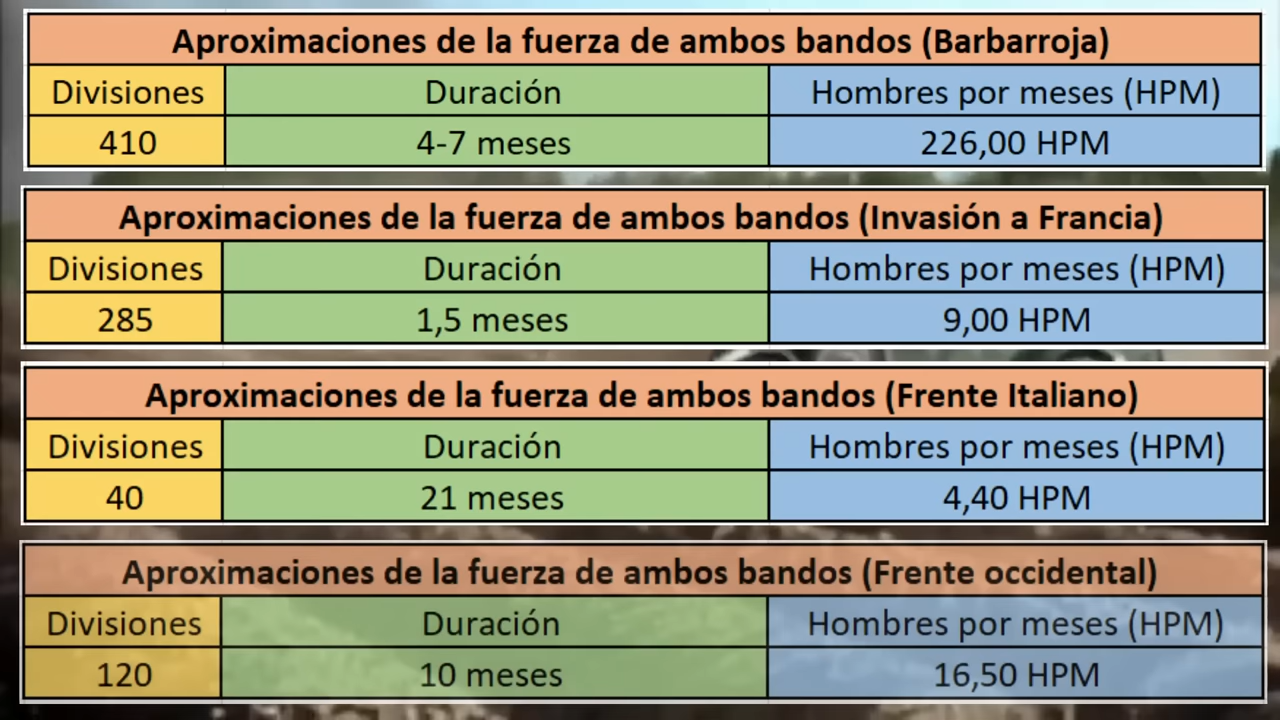 Aproximaciones de la fuerza de ambos bandos (Barbarroja)
Divisiones Duración Hombres por meses (HPM)
410 4-7 meses 226,00 HPM
Aproximaciones de la fuerza de ambos bandos (Invasión a Francia)
Divisiones Duración Hombres por meses (HPM)
285 1,5 meses 9,00 HPM
Aproximaciones de la fuerza de ambos bandos (Frente Italiano)
Divisiones Duración Hombres por meses (HPM)
40 21 meses 4,40 HPM
Aproximaciones de la fuerza de ambos bandos (Frente occidental)
Divisiones Duración Hombres por meses (HPM)
120 10 meses 16,50 HPM